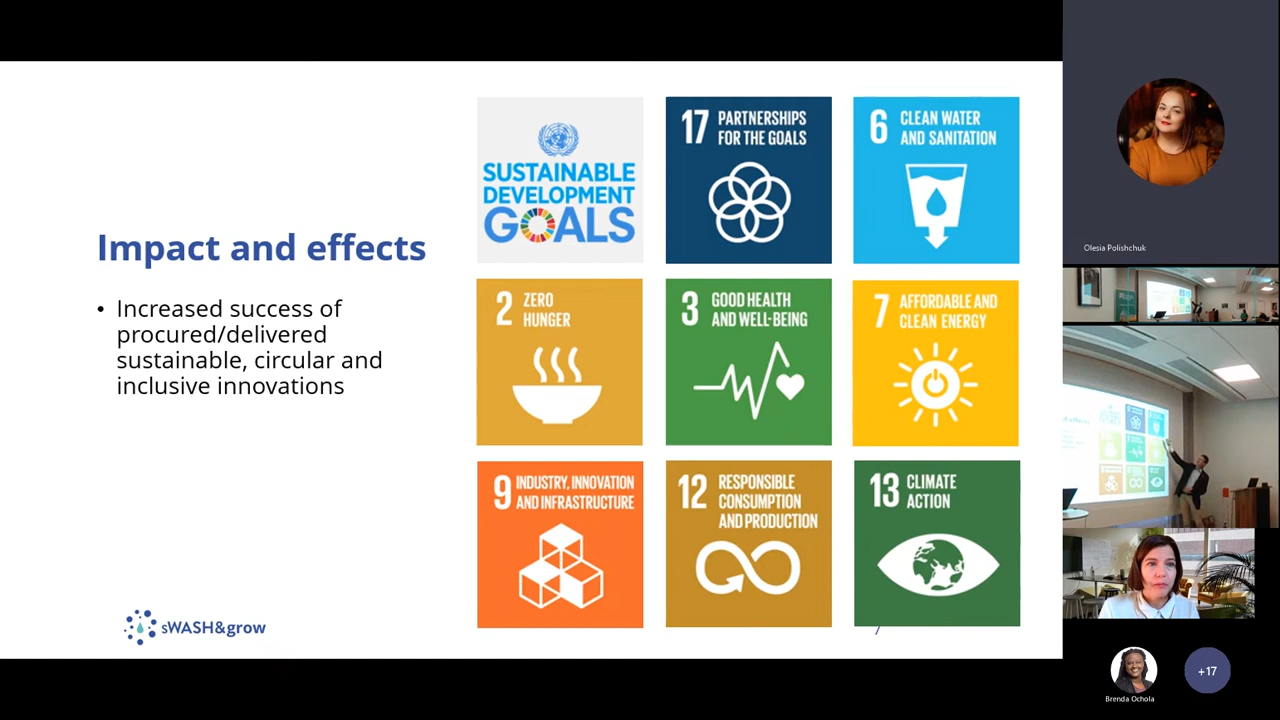 Impact and effects
• Increased success of
procured/delivered
sustainable, circular and
inclusive innovations
SUSTAINABLE
DEVELOPMENT
GOALS
17 PARTNERSHIPS
FOR THE GOALS
6 CLEAN WATER
AND SANITATION
2 ZERO
HUNGER
3 GOOD HEALTH
AND WELL-BEING
7 AFFORDABLE AND
CLEAN ENERGY
9 INDUSTRY, INNOVATION
AND INFRASTRUCTURE
12 RESPONSIBLE
CONSUMPTION
AND PRODUCTION
13 CLIMATE
ACTION
sWASH&grow
7
Olesia Polishchuk
Brenda Ochola
+17